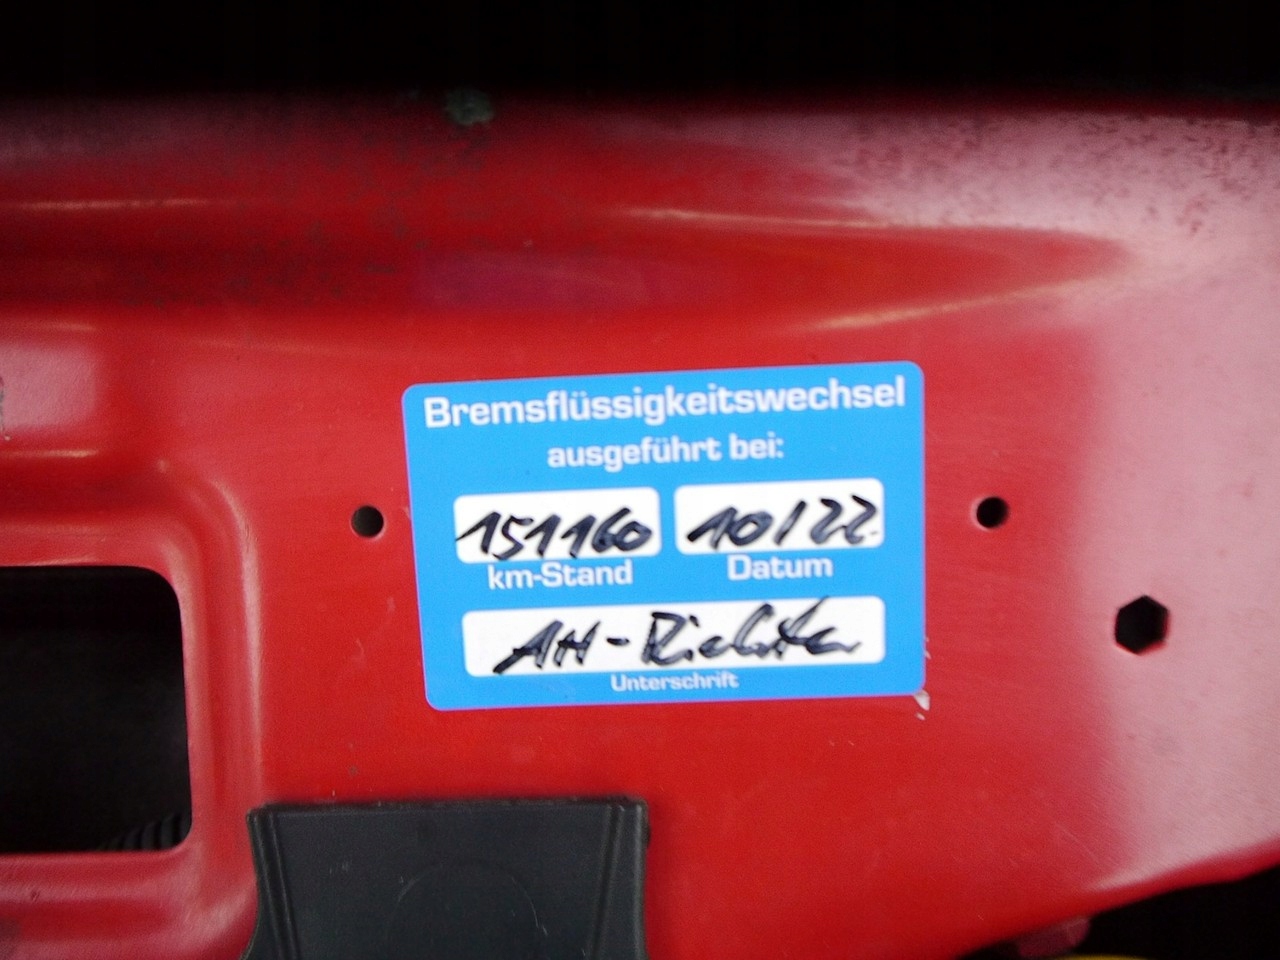 Bremsflüssigkeitswechsel
ausgeführt bei:
151160 10/22
km-Stand Datum
AH-Richter
Unterschrift